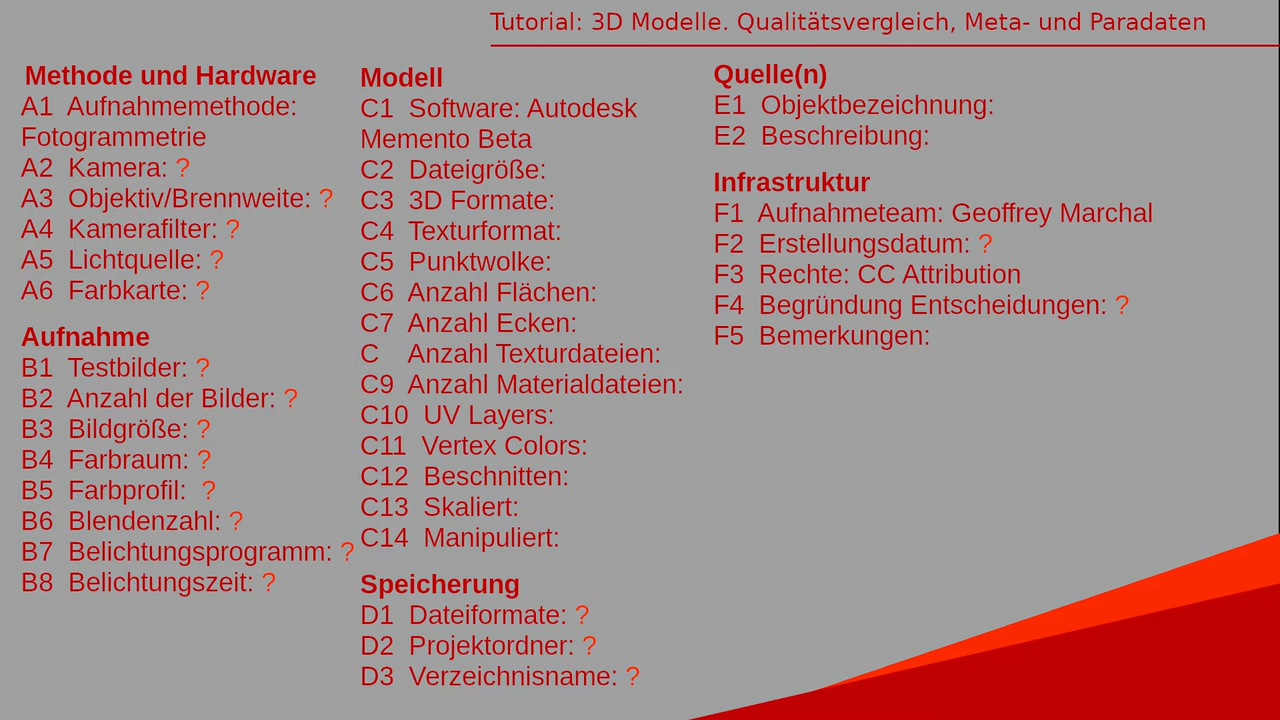 Tutorial: 3D Modelle. Qualitätsvergleich, Meta- und Paradaten
Methode und Hardware
A1 Aufnahmemethode:
Fotogrammetrie
A2 Kamera: ?
A3 Objektiv/Brennweite: ?
A4 Kamerafilter: ?
A5 Lichtquelle: ?
A6 Farbkarte: ?
Aufnahme
B1 Testbilder: ?
B2 Anzahl der Bilder: ?
B3 Bildgröße: ?
B4 Farbraum: ?
B5 Farbprofil: ?
B6 Blendenzahl: ?
B7 Belichtungsprogramm: ?
B8 Belichtungszeit: ?
Modell
C1 Software: Autodesk
Memento Beta
C2 Dateigröße:
C3 3D Formate:
C4 Texturformat:
C5 Punktwolke:
C6 Anzahl Flächen:
C7 Anzahl Ecken:
C Anzahl Texturdateien:
C9 Anzahl Materialdateien:
C10 UV Layers:
C11 Vertex Colors:
C12 Beschnitten:
C13 Skaliert:
C14 Manipuliert:
Speicherung
D1 Dateiformate: ?
D2 Projektordner: ?
D3 Verzeichnisname: ?
Quelle(n)
E1 Objektbezeichnung:
E2 Beschreibung:
Infrastruktur
F1 Aufnahmeteam: Geoffrey Marchal
F2 Erstellungsdatum: ?
F3 Rechte: CC Attribution
F4 Begründung Entscheidungen: ?
F5 Bemerkungen: